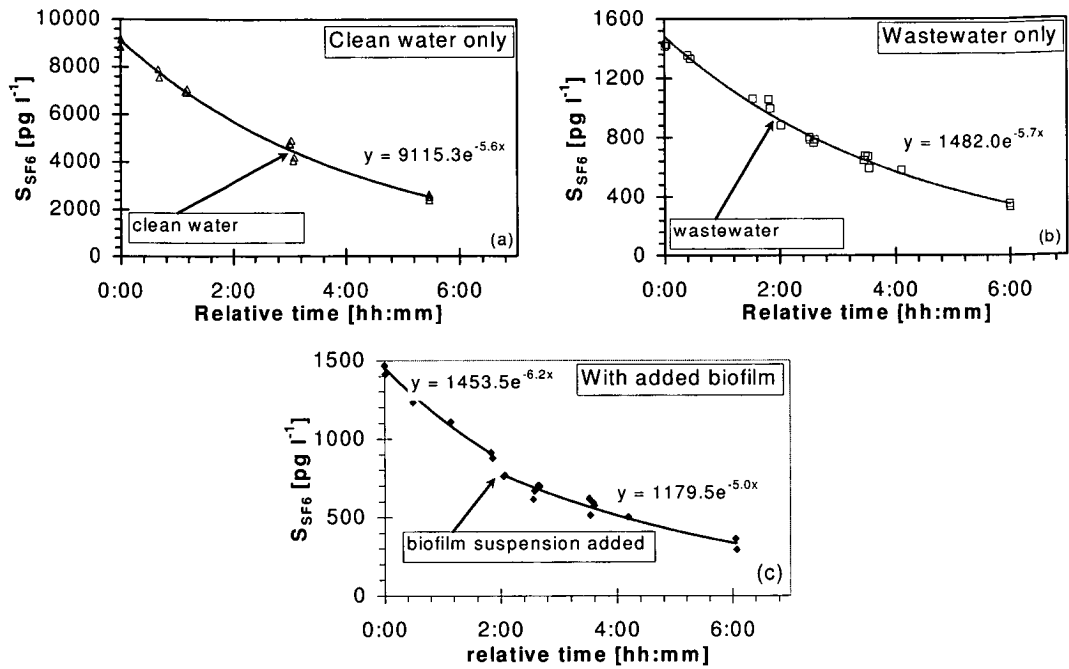 Clean water only
S_SF6 [pg l⁻¹]
10000
8000
6000
4000
2000
0
y = 9115.3e^-5.6x
clean water
(a)
0:00 2:00 4:00 6:00
Relative time [hh:mm]
Wastewater only
S_SF6 [pg l⁻¹]
1600
1200
800
400
0
y = 1482.0e^-5.7x
wastewater
(b)
0:00 2:00 4:00 6:00
Relative time [hh:mm]
With added biofilm
S_SF6 [pg l⁻¹]
1500
1000
500
0
y = 1453.5e^-6.2x
y = 1179.5e^-5.0x
biofilm suspension added
(c)
0:00 2:00 4:00 6:00
relative time [hh:mm]